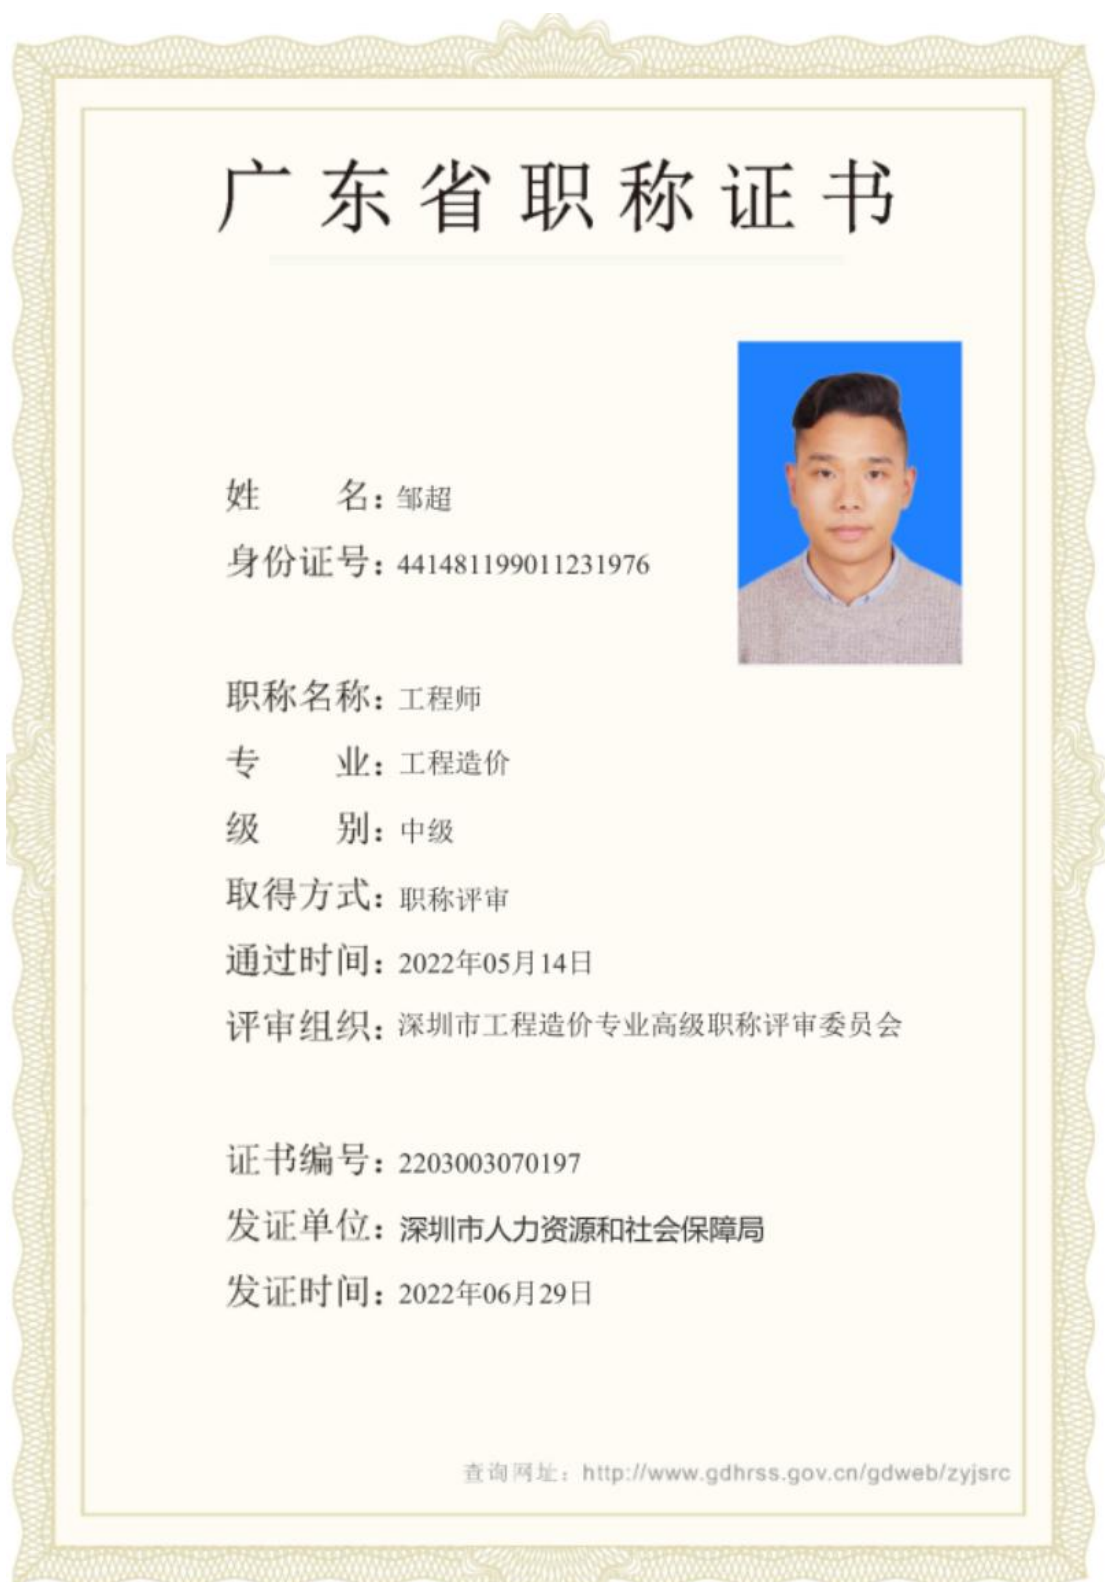 广东省职称证书
姓 名：邹超
身份证号：441481199011231976
职称名称：工程师
专 业：工程造价
级 别：中级
取得方式：职称评审
通过时间：2022年05月14日
评审组织：深圳市工程造价专业高级职称评审委员会
证书编号：2203003070197
发证单位：深圳市人力资源和社会保障局
发证时间：2022年06月29日
查询网址：http://www.gdhrss.gov.cn/gdweb/zyjsrc